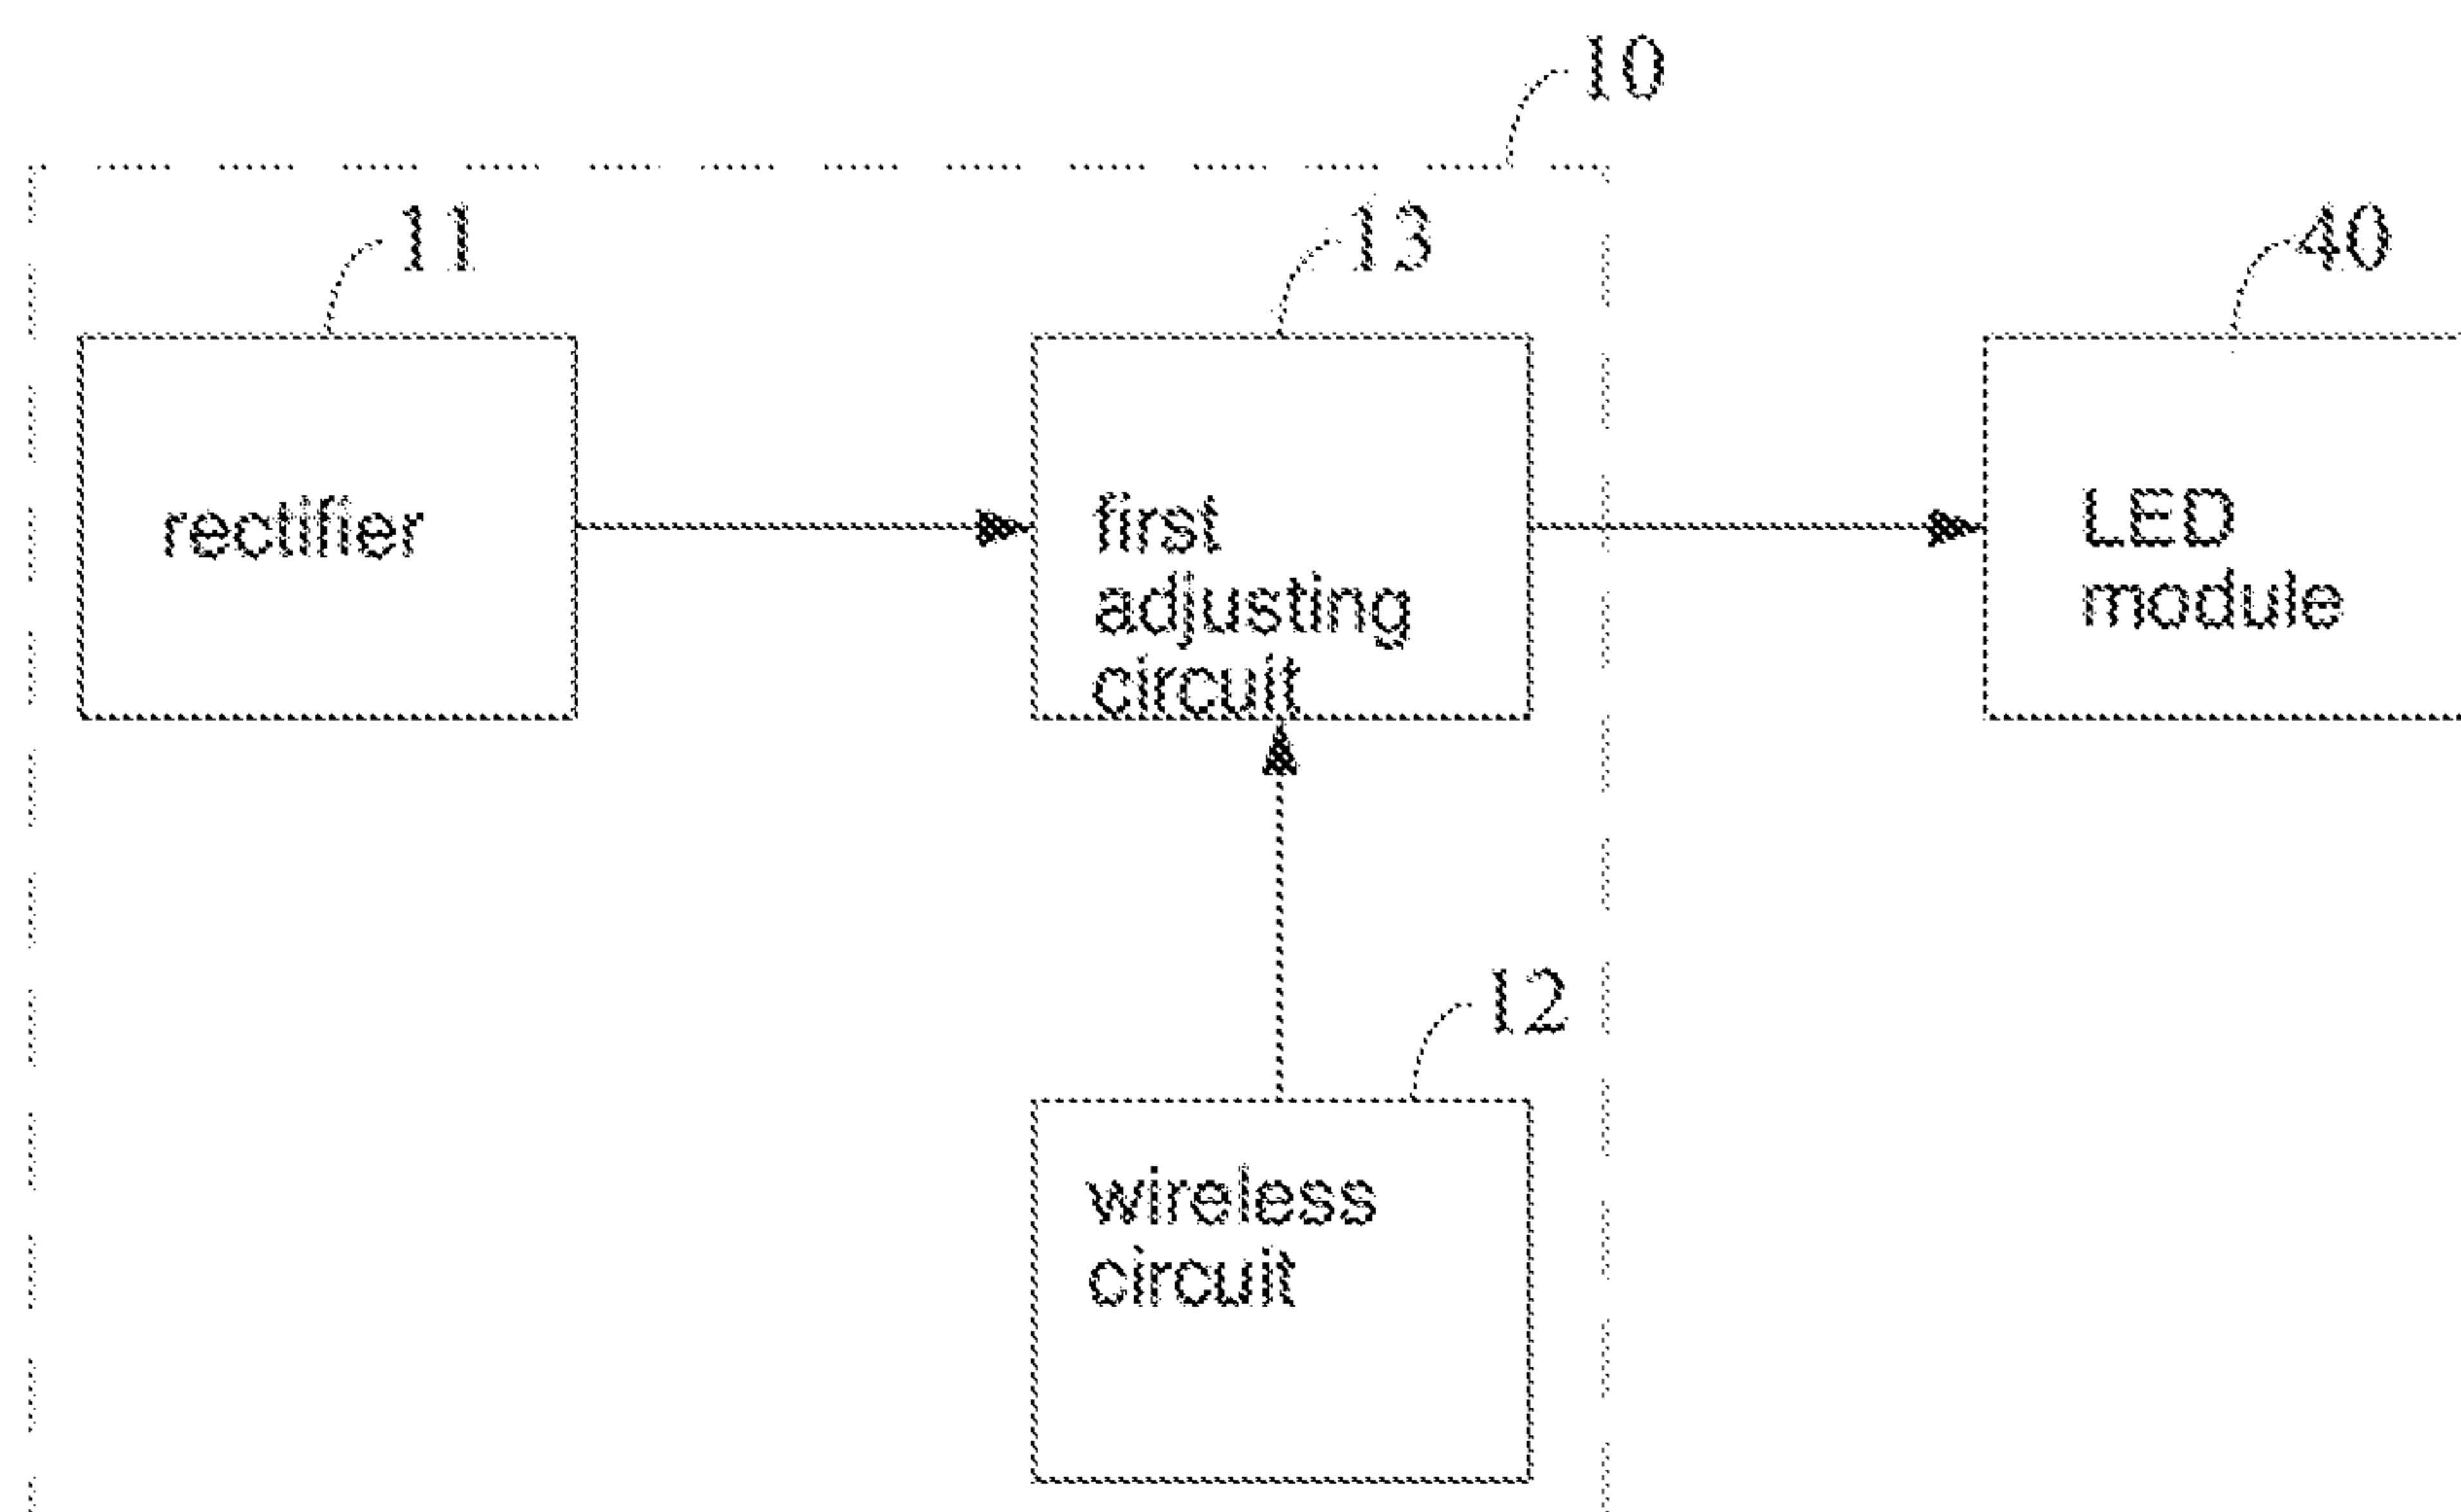 10
11
13
40
rectifier
first
adjusting
circuit
LED
module
12
wireless
circuit